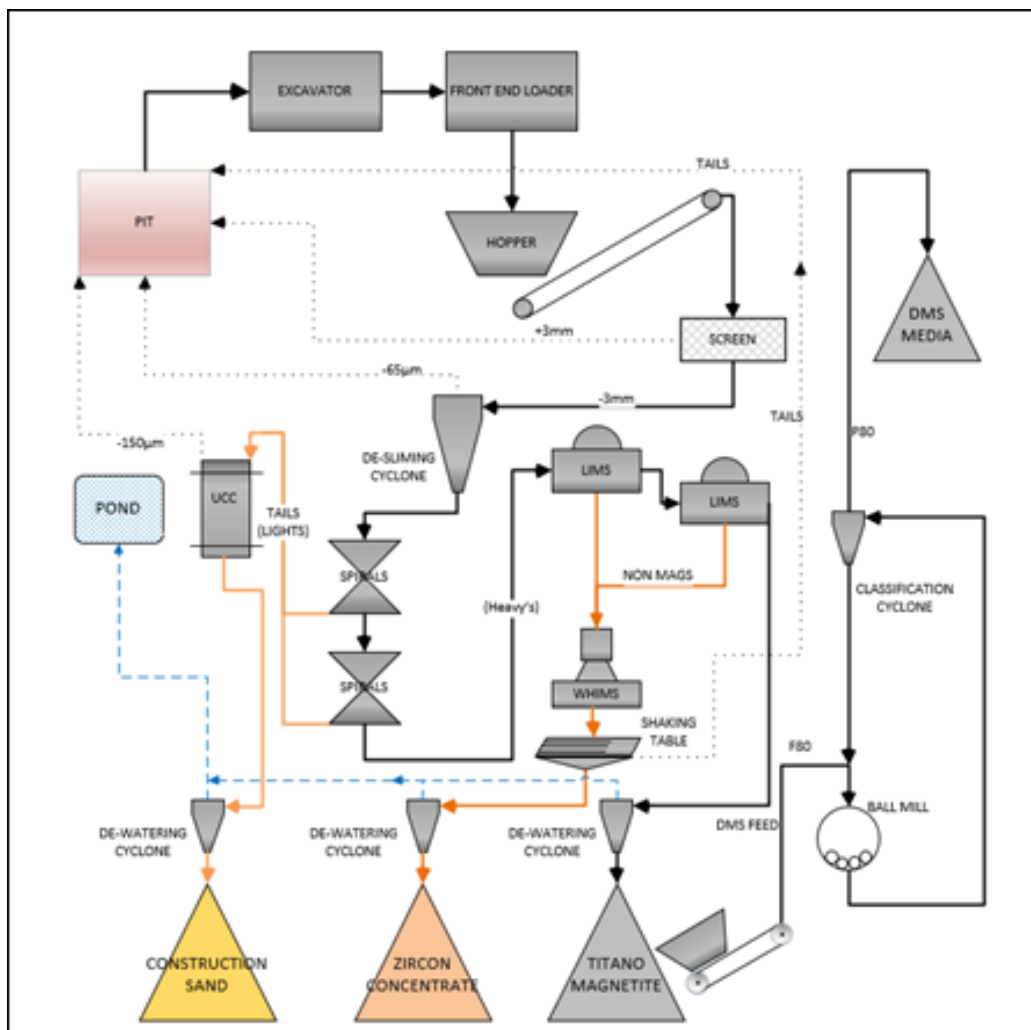 EXCAVATOR
FRONT END LOADER
TAILS
PIT
HOPPER
DMS
MEDIA
+3mm
SCREEN
-65µm
-3mm
TAILS
P80
-150µm
DE-SLIMING
CYCLONE
LIMS
LIMS
UCC
POND
TAILS
(LIGHTS)
SPIRALS
NON MAGS
CLASSIFICATION
CYCLONE
(Heavy's)
SPIRALS
WHIMS
SHAKING
TABLE
F80
DE-WATERING
CYCLONE
DE-WATERING
CYCLONE
DE-WATERING
CYCLONE
DMS FEED
BALL MILL
CONSTRUCTION
SAND
ZIRCON
CONCENTRATE
TITANO
MAGNETITE